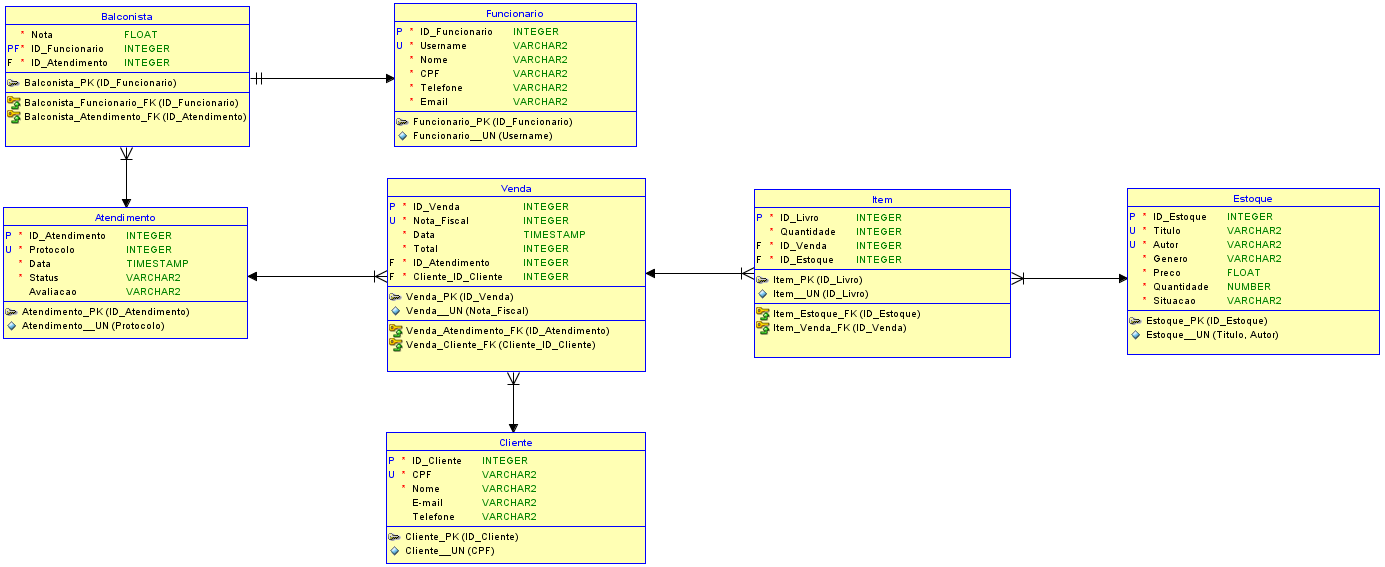 Balconista
* Nota FLOAT
PF* ID_Funcionario INTEGER
F * ID_Atendimento INTEGER
Balconista_PK (ID_Funcionario)
Balconista_Funcionario_FK (ID_Funcionario)
Balconista_Atendimento_FK (ID_Atendimento)
Funcionario
P * ID_Funcionario INTEGER
U * Username VARCHAR2
* Nome VARCHAR2
* CPF VARCHAR2
* Telefone VARCHAR2
* Email VARCHAR2
Funcionario_PK (ID_Funcionario)
Funcionario__UN (Username)
Atendimento
P * ID_Atendimento INTEGER
U * Protocolo INTEGER
* Data TIMESTAMP
* Status VARCHAR2
Avaliacao VARCHAR2
Atendimento_PK (ID_Atendimento)
Atendimento__UN (Protocolo)
Venda
P * ID_Venda INTEGER
U * Nota_Fiscal INTEGER
* Data TIMESTAMP
* Total INTEGER
F * ID_Atendimento INTEGER
F * Cliente_ID_Cliente INTEGER
Venda_PK (ID_Venda)
Venda__UN (Nota_Fiscal)
Venda_Atendimento_FK (ID_Atendimento)
Venda_Cliente_FK (Cliente_ID_Cliente)
Item
P * ID_Livro INTEGER
* Quantidade INTEGER
F * ID_Venda INTEGER
F * ID_Estoque INTEGER
Item_PK (ID_Livro)
Item__UN (ID_Livro)
Item_Estoque_FK (ID_Estoque)
Item_Venda_FK (ID_Venda)
Estoque
P * ID_Estoque INTEGER
U * Titulo VARCHAR2
U * Autor VARCHAR2
* Genero VARCHAR2
* Preco FLOAT
* Quantidade NUMBER
* Situacao VARCHAR2
Estoque_PK (ID_Estoque)
Estoque__UN (Titulo, Autor)
Cliente
P * ID_Cliente INTEGER
U * CPF VARCHAR2
* Nome VARCHAR2
E-mail VARCHAR2
Telefone VARCHAR2
Cliente_PK (ID_Cliente)
Cliente__UN (CPF)